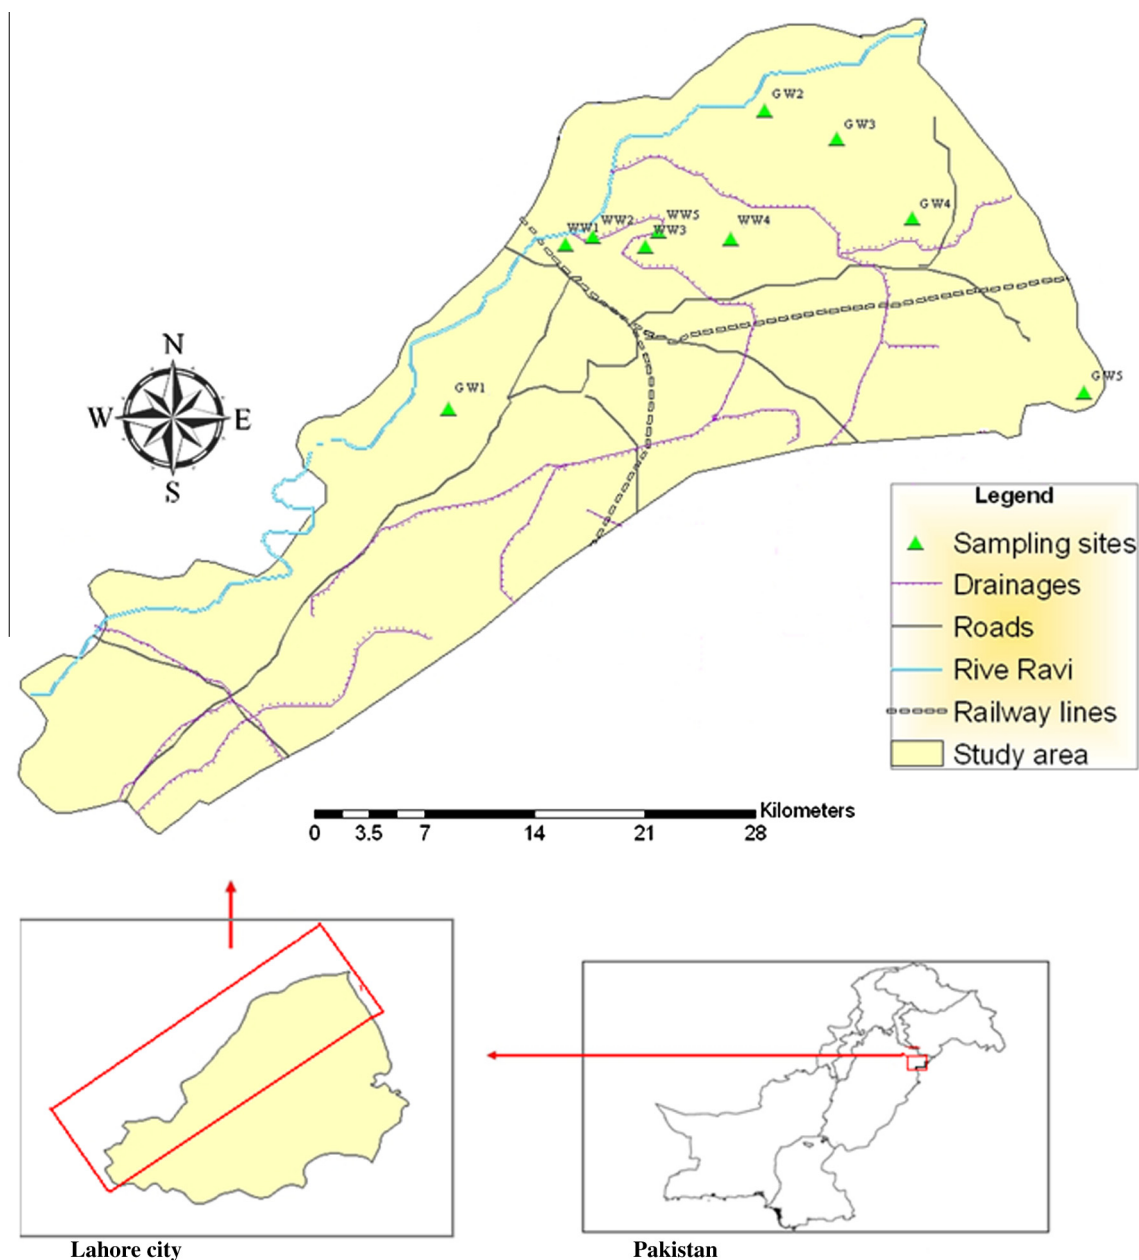 GW2
GW3
GW4
WW5
WW2
WW4
WW1
WW3
N
GW5
GW1
W
E
S
Legend
Sampling sites
Drainages
Roads
Rive Ravi
Railway lines
Study area
Kilometers
0 3.5 7 14 21 28
Lahore city
Pakistan